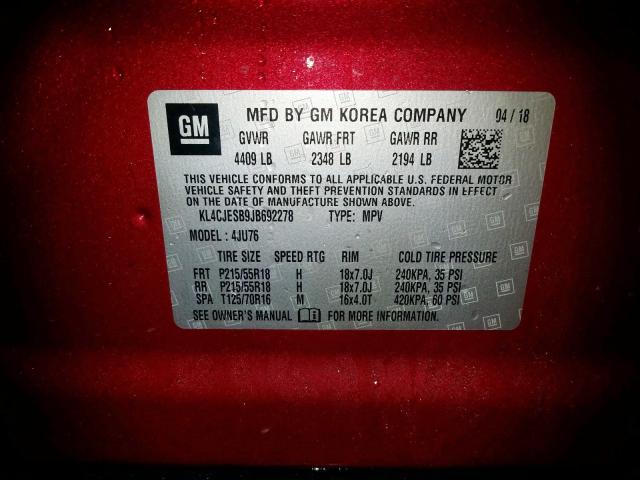 GM
MFD BY GM KOREA COMPANY 04 / 18
GVWR GAWR FRT GAWR RR
4409 LB 2348 LB 2194 LB
THIS VEHICLE CONFORMS TO ALL APPLICABLE U.S. FEDERAL MOTOR
VEHICLE SAFETY AND THEFT PREVENTION STANDARDS IN EFFECT
ON THE DATE OF MANUFACTURE SHOWN ABOVE.
KL4CJESB9JB692278 TYPE: MPV
MODEL: 4JU76
TIRE SIZE SPEED RTG RIM COLD TIRE PRESSURE
FRT P215/55R18 H 18x7.0J 240KPA, 35 PSI
RR P215/55R18 H 18x7.0J 240KPA, 35 PSI
SPA T125/70R16 M 16x4.0T 420KPA, 60 PSI
SEE OWNER'S MANUAL FOR MORE INFORMATION.